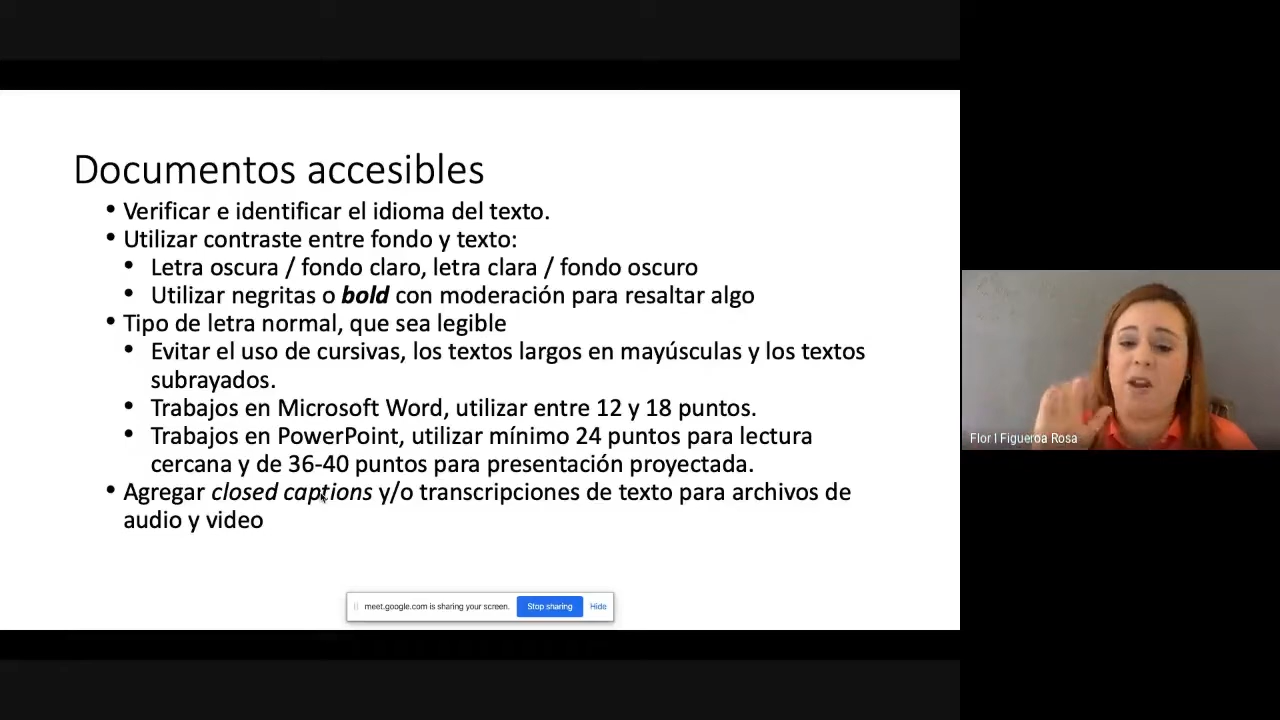 Documentos accesibles
• Verificar e identificar el idioma del texto.
• Utilizar contraste entre fondo y texto:
• Letra oscura / fondo claro, letra clara / fondo oscuro
• Utilizar negritas o bold con moderación para resaltar algo
• Tipo de letra normal, que sea legible
• Evitar el uso de cursivas, los textos largos en mayúsculas y los textos
subrayados.
• Trabajos en Microsoft Word, utilizar entre 12 y 18 puntos.
• Trabajos en PowerPoint, utilizar mínimo 24 puntos para lectura
cercana y de 36-40 puntos para presentación proyectada.
• Agregar closed captions y/o transcripciones de texto para archivos de
audio y video
meet.google.com is sharing your screen. Stop sharing Hide
Flor I Figueroa Rosa